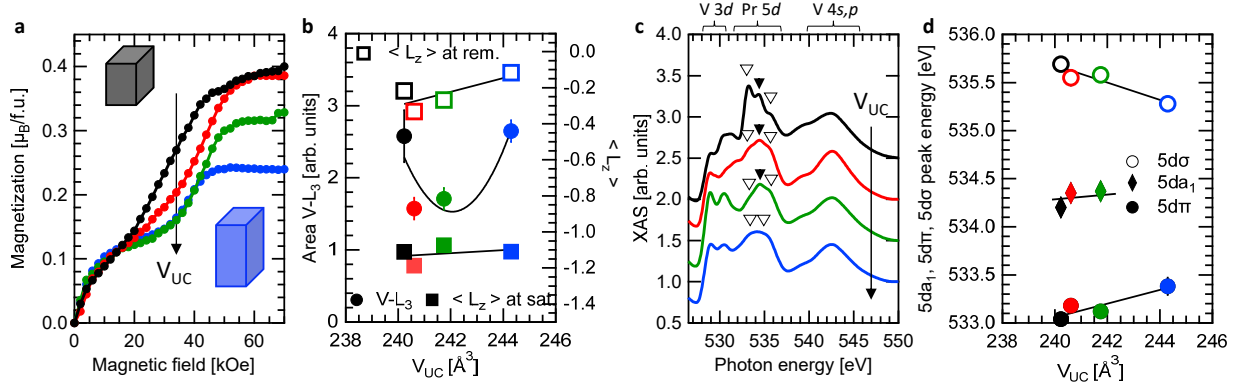 a
Magnetization [μB/f.u.]
0.4
0.3
0.2
0.1
0.0
VUC
0 20 40 60
Magnetic field [kOe]
b
Area V-L3 [arb. units]
4
3
2
1
0
< Lz > at rem.
V-L3 < Lz > at sat.
0.0
-0.2
-0.4
-0.6
-0.8
-1.0
-1.2
-1.4
< Lz >
238 240 242 244 246
VUC [Å3]
c
V 3d Pr 5d V 4s,p
XAS [arb. units]
4.0
3.5
3.0
2.5
2.0
1.5
1.0
0.5
VUC
530 535 540 545 550
Photon energy [eV]
d
5da1, 5dπ, 5dσ peak energy [eV]
536.0
535.5
535.0
534.5
534.0
533.5
533.0
5dσ
5da1
5dπ
238 240 242 244 246
VUC [Å3]